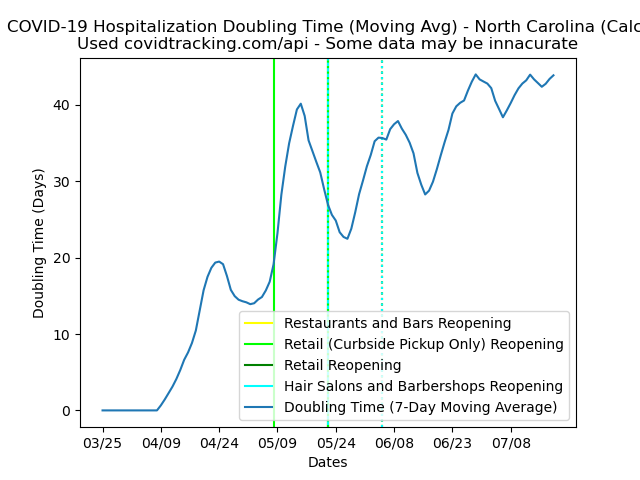 COVID-19 Hospitalization Doubling Time (Moving Avg) - North Carolina (Calc
Used covidtracking.com/api - Some data may be innacurate
Doubling Time (Days)
40
30
20
10
0
Restaurants and Bars Reopening
Retail (Curbside Pickup Only) Reopening
Retail Reopening
Hair Salons and Barbershops Reopening
Doubling Time (7-Day Moving Average)
03/25 04/09 04/24 05/09 05/24 06/08 06/23 07/08
Dates